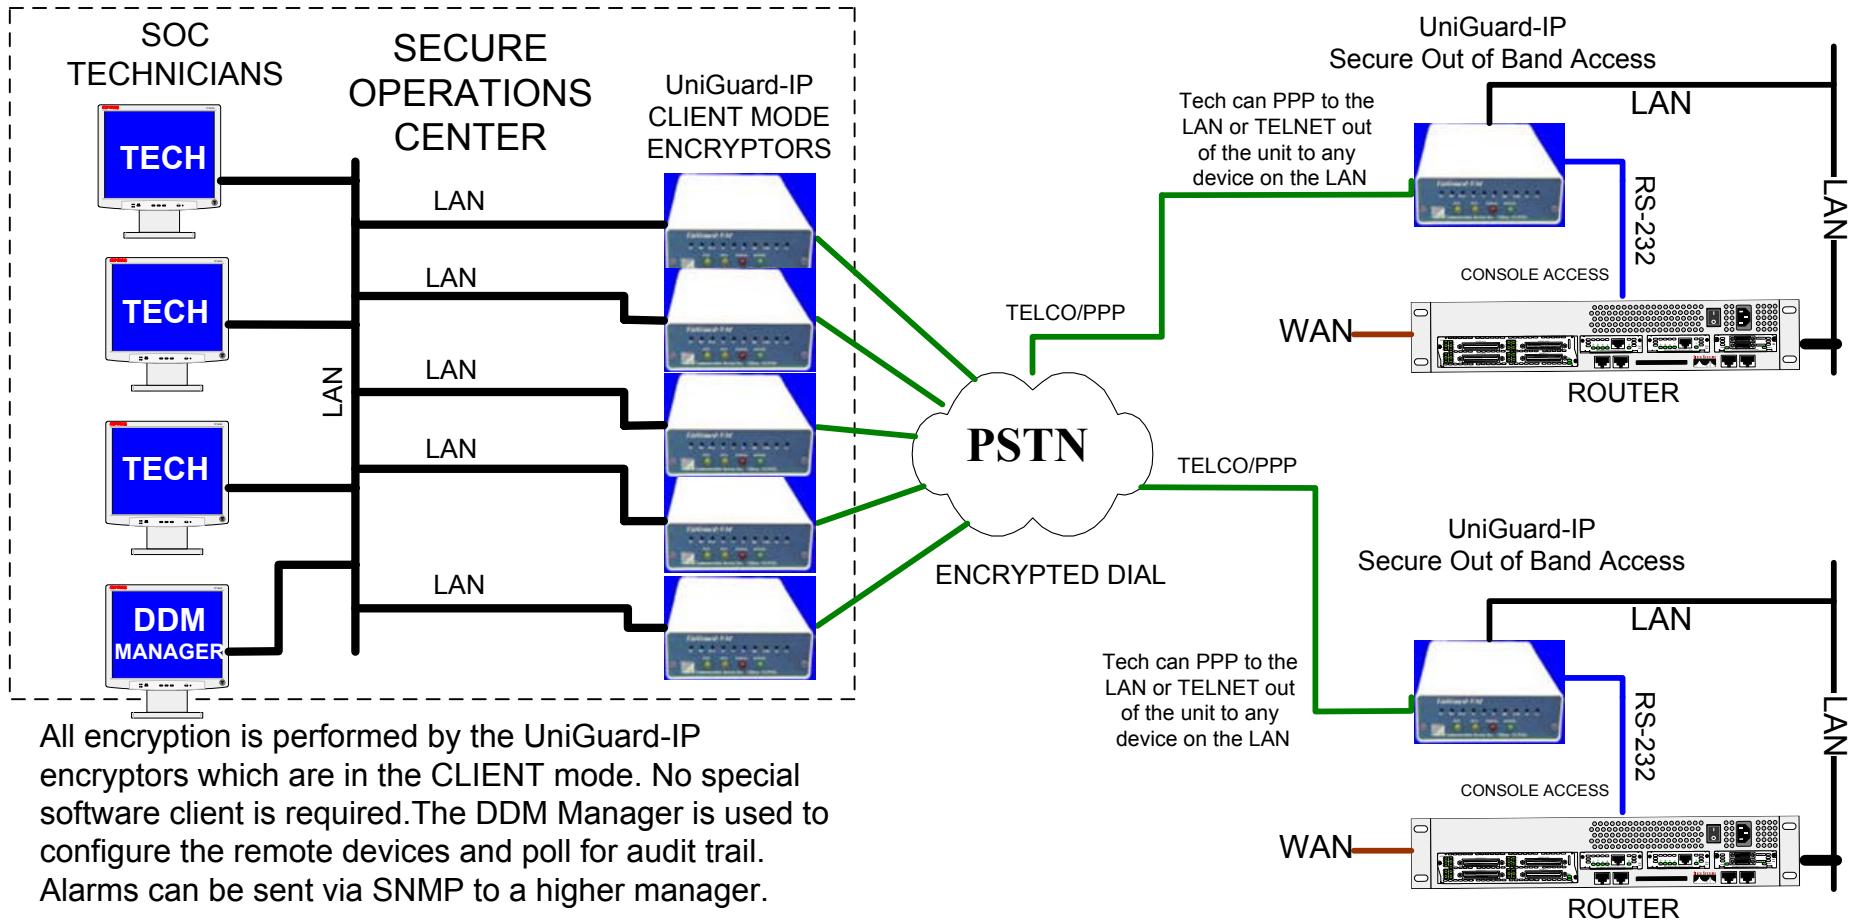 SOC
TECHNICIANS
SECURE
OPERATIONS
CENTER
UniGuard-IP
CLIENT MODE
ENCRYPTORS
TECH
TECH
TECH
DDM
MANAGER
LAN
LAN
LAN
LAN
LAN
LAN
PSTN
ENCRYPTED DIAL
TELCO/PPP
TELCO/PPP
UniGuard-IP
Secure Out of Band Access
Tech can PPP to the
LAN or TELNET out
of the unit to any
device on the LAN
LAN
LAN
RS-232
CONSOLE ACCESS
WAN
ROUTER
UniGuard-IP
Secure Out of Band Access
Tech can PPP to the
LAN or TELNET out
of the unit to any
device on the LAN
LAN
LAN
RS-232
CONSOLE ACCESS
WAN
ROUTER
All encryption is performed by the UniGuard-IP
encryptors which are in the CLIENT mode. No special
software client is required.The DDM Manager is used to
configure the remote devices and poll for audit trail.
Alarms can be sent via SNMP to a higher manager.